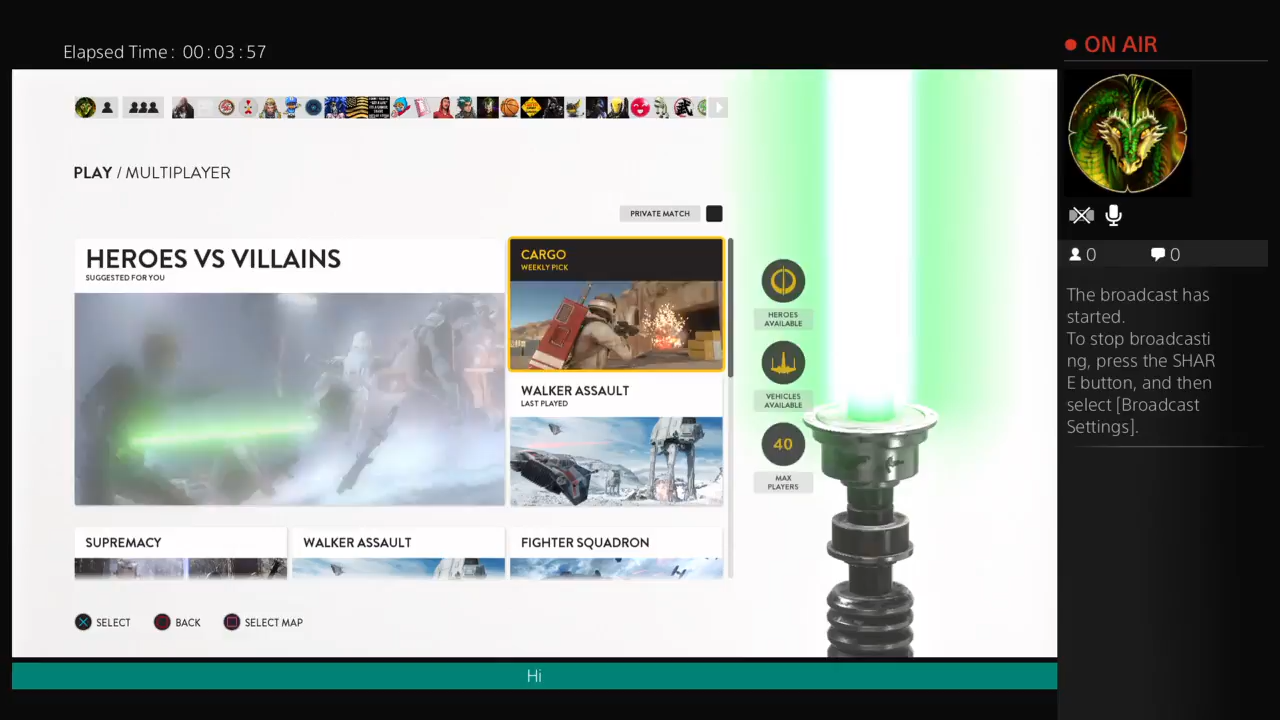 Elapsed Time: 00:03:57
ON AIR
PLAY / MULTIPLAYER
PRIVATE MATCH
HEROES VS VILLAINS
SUGGESTED FOR YOU
CARGO
WEEKLY PICK
WALKER ASSAULT
LAST PLAYED
SUPREMACY
WALKER ASSAULT
FIGHTER SQUADRON
HEROES
AVAILABLE
VEHICLES
AVAILABLE
40
MAX
PLAYERS
SELECT
BACK
SELECT MAP
Hi
0
0
The broadcast has
started.
To stop broadcasti
ng, press the SHAR
E button, and then
select [Broadcast
Settings].